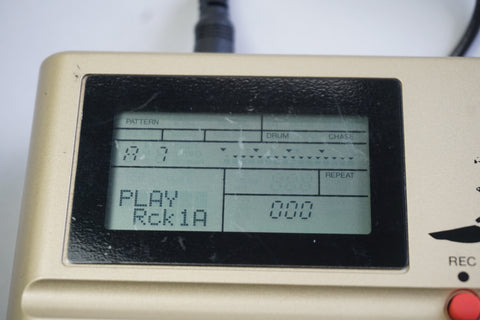 PATTERN
DRUM CHASE
A. 7
REPEAT
PLAY
Rck1A
000
REC